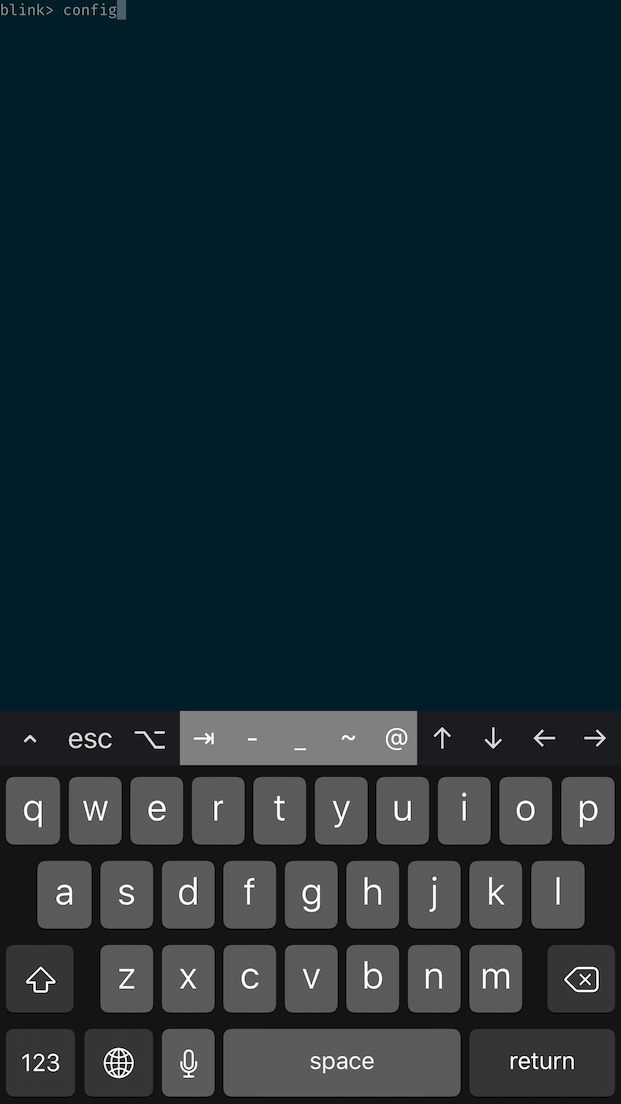 blink> config
^ esc ⌥ ⇥ - _ ~ @ ↑ ↓ ← →
q w e r t y u i o p
a s d f g h j k l
z x c v b n m
123 space return